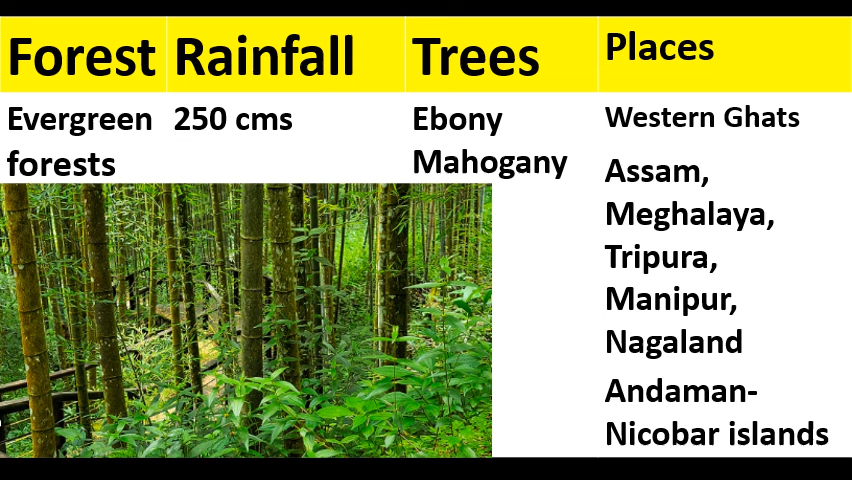 Forest Rainfall Trees Places
Evergreen forests
250 cms
Ebony
Mahogany
Western Ghats
Assam,
Meghalaya,
Tripura,
Manipur,
Nagaland
Andaman-
Nicobar islands